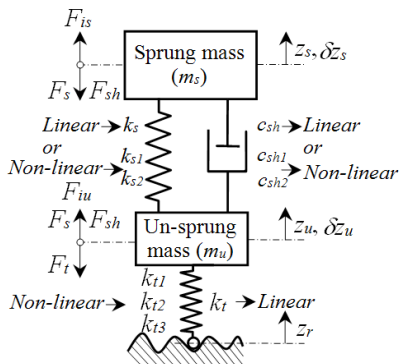 F_is
Sprung mass
(m_s)
z_s, δz_s
F_s F_sh
Linear k_s
or
Non-linear k_s1
k_s2
c_sh Linear
c_sh1 or
c_sh2 Non-linear
F_iu
F_s F_sh
Un-sprung
mass (m_u)
z_u, δz_u
F_t
k_t1
Non-linear k_t2 k_t Linear
k_t3
z_r